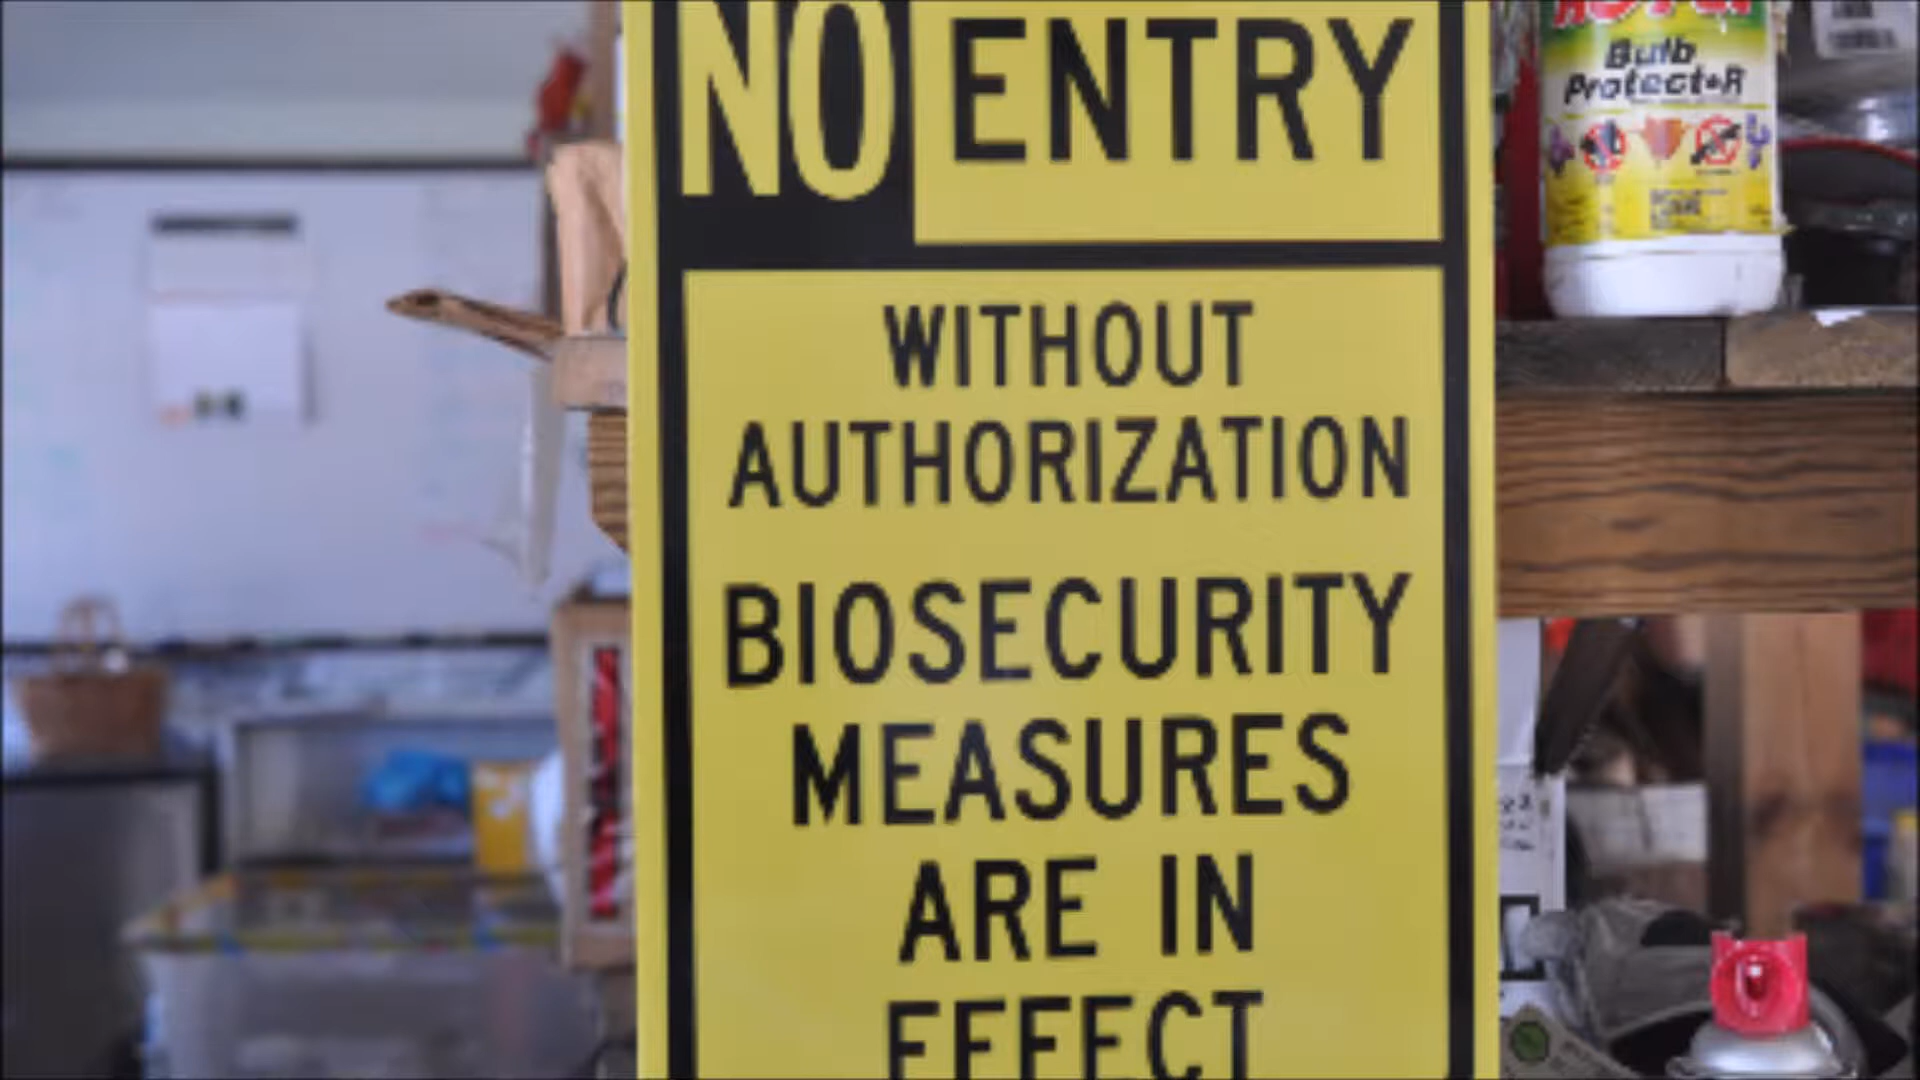 NO ENTRY
WITHOUT
AUTHORIZATION
BIOSECURITY
MEASURES
ARE IN
EFFECT
Bulb
Protect+R